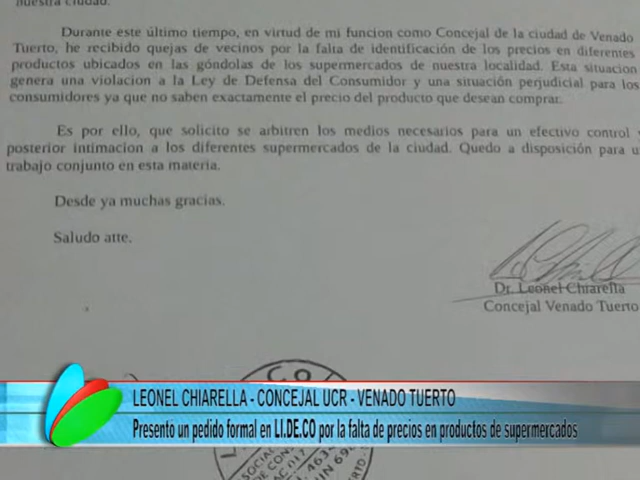 nuestra ciudad.
Durante este último tiempo, en virtud de mi funcion como Concejal de la ciudad de Venado
Tuerto, he recibido quejas de vecinos por la falta de identificación de los precios en diferentes
productos ubicados en las góndolas de los supermercados de nuestra localidad. Esta situacion
genera una violacion a la Ley de Defensa del Consumidor y una situación perjudicial para los
consumidores ya que no saben exactamente el precio del producto que desean comprar.
Es por ello, que solicito se arbitren los medios necesarios para un efectivo control
posterior intimacion a los diferentes supermercados de la ciudad. Quedo a disposición para
trabajo conjunto en esta materia.
Desde ya muchas gracias.
Saludo atte.
Dr. Leonel Chiarella
Concejal Venado Tuerto
LEONEL CHIARELLA - CONCEJAL UCR - VENADO TUERTO
Presentó un pedido formal en LI.DE.CO por la falta de precios en productos de supermercados